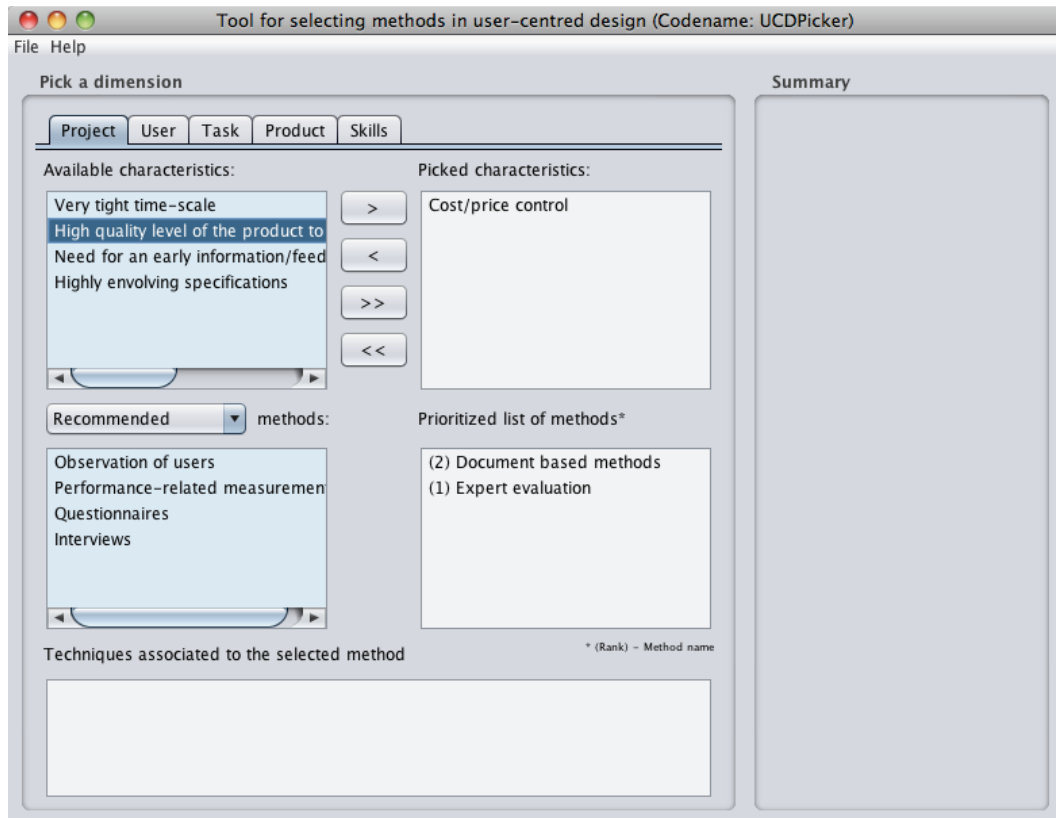 Tool for selecting methods in user-centred design (Codename: UCDPicker)
File Help
Pick a dimension
Summary
Project User Task Product Skills
Available characteristics:
Picked characteristics:
Very tight time-scale
High quality level of the product to
Need for an early information/feed
Highly envolving specifications
>
<
>>
<<
Cost/price control
Recommended methods:
Prioritized list of methods*
Observation of users
Performance-related measuremen
Questionnaires
Interviews
(2) Document based methods
(1) Expert evaluation
* (Rank) - Method name
Techniques associated to the selected method